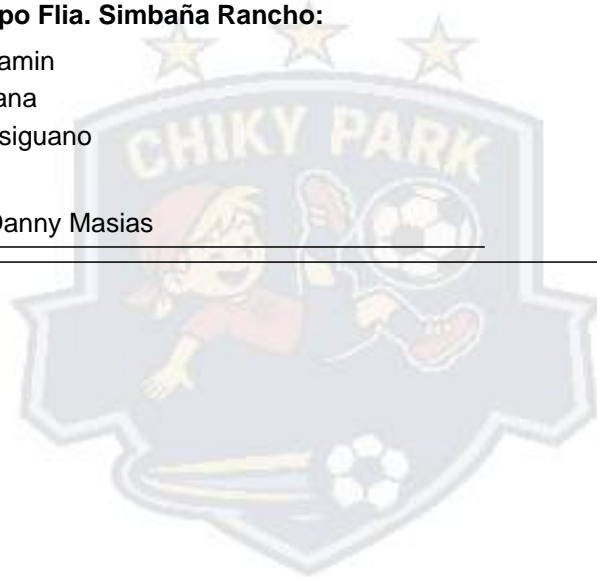 po Flia. Simbaña Rancho:
amin
ana
siguano
Danny Masias
CHIKY PARK